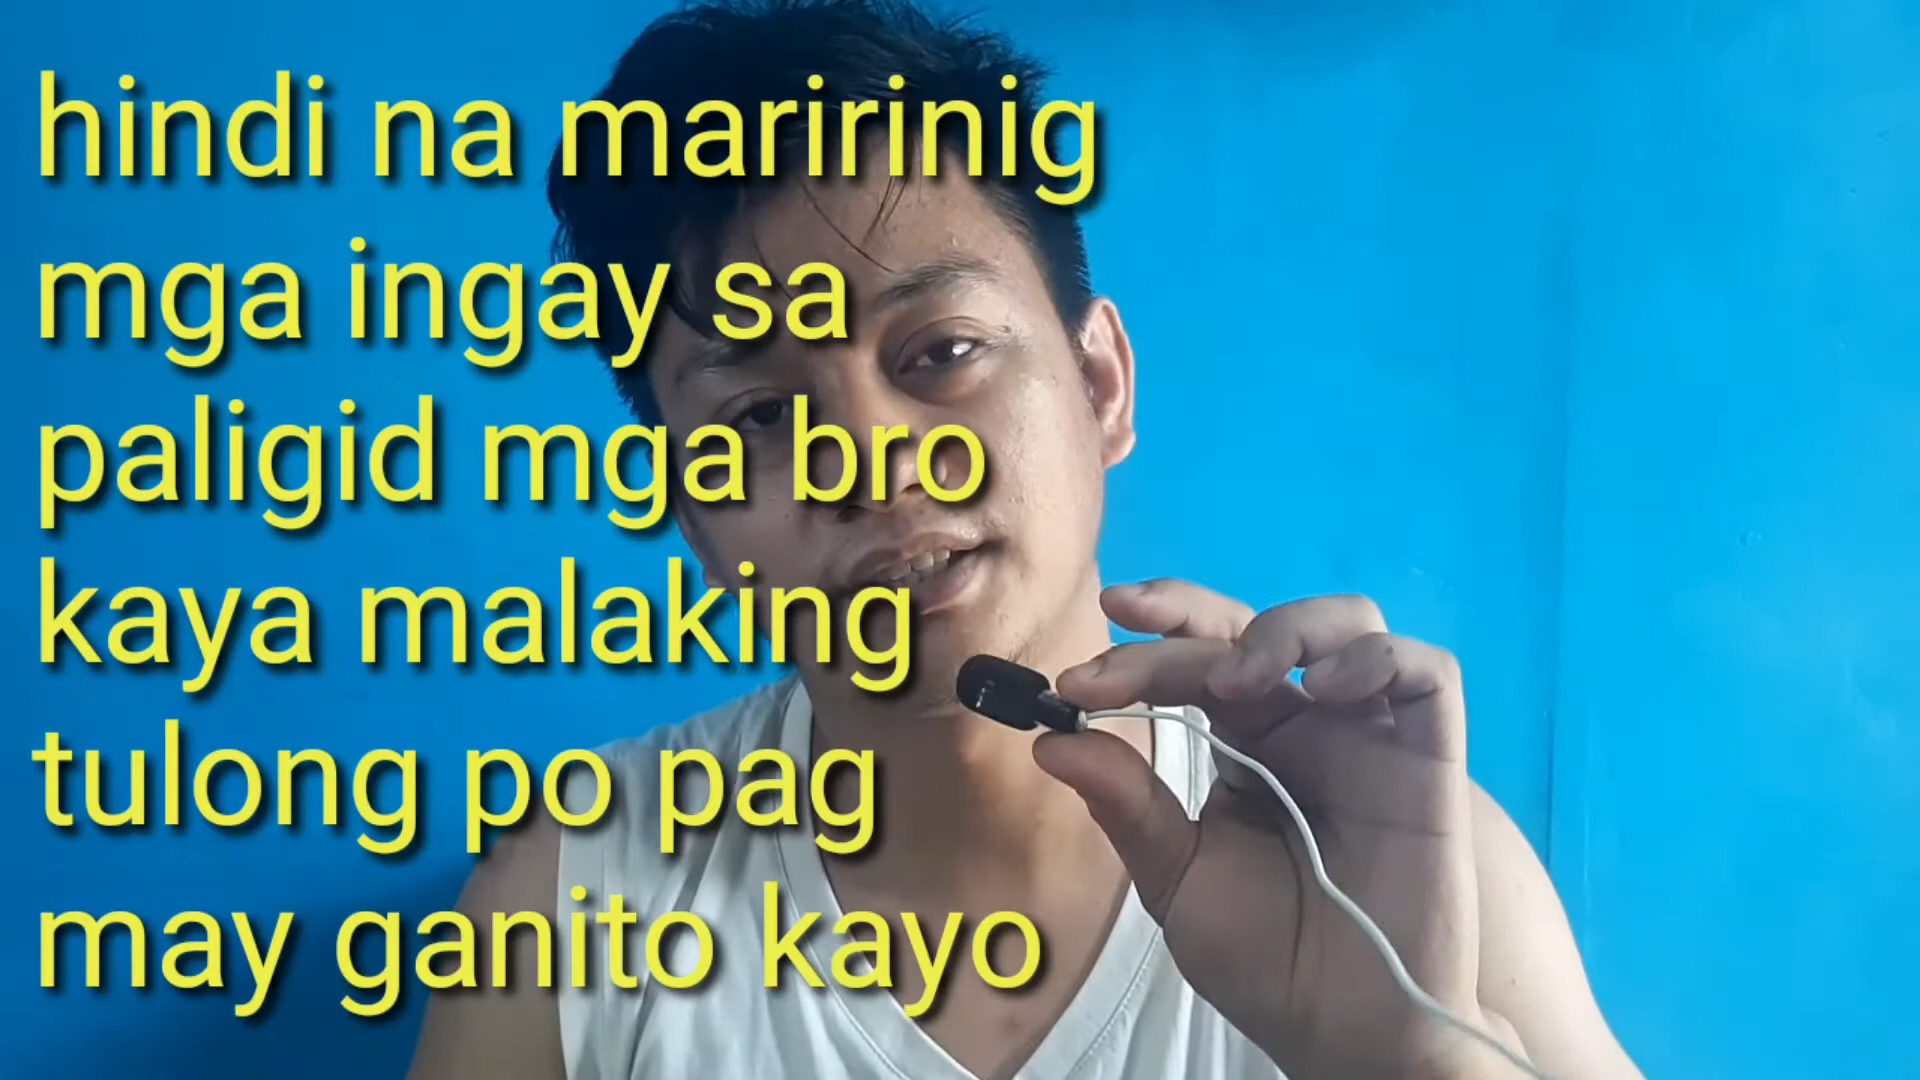 hindi na maririnig
mga ingay sa
paligid mga bro
kaya malaking
tulong po pag
may ganito kayo